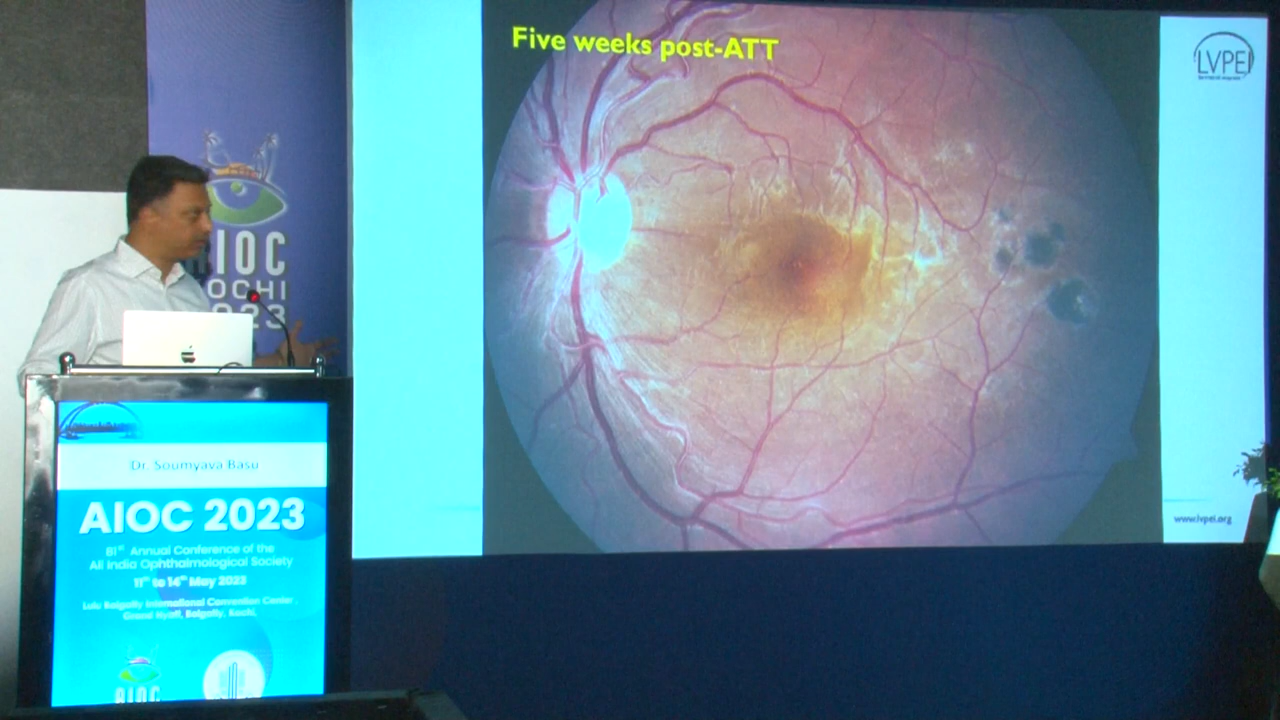 Five weeks post-ATT
LVPEI
www.lvpei.org
AIOC
KOCHI
2023
Dr. Soumyava Basu
AIOC 2023
81st Annual Conference of the
All India Ophthalmological Society
11th to 14th May 2023
Lulu Bolgatty International Convention Center,
Grand Hyatt, Bolgatty, Kochi,
AIOC